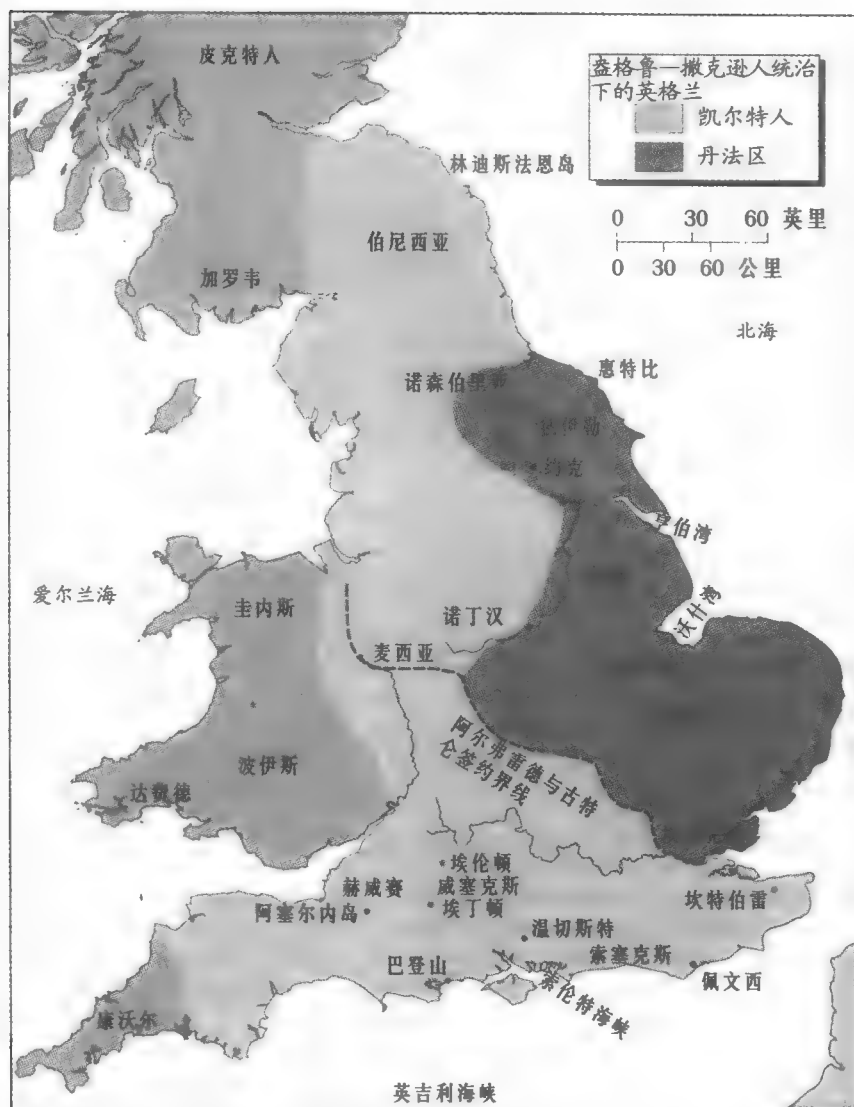 皮克特人
盎格鲁—撒克逊人统治
下的英格兰
凯尔特人
丹法区
林迪斯法恩岛
0 30 60 英里
0 30 60 公里
伯尼西亚
加罗韦
北海
惠特比
诺森伯里亚
约克
亨伯湾
爱尔兰海
圭内斯
诺丁汉
沃什湾
麦西亚
阿尔弗雷德与古特
仑签约界线
波伊斯
达费德
埃伦顿
赫威赛
威塞克斯
坎特伯雷
阿塞尔内岛
埃丁顿
温切斯特
巴登山
索塞克斯
佩文西
索伦特海峡
康沃尔
英吉利海峡